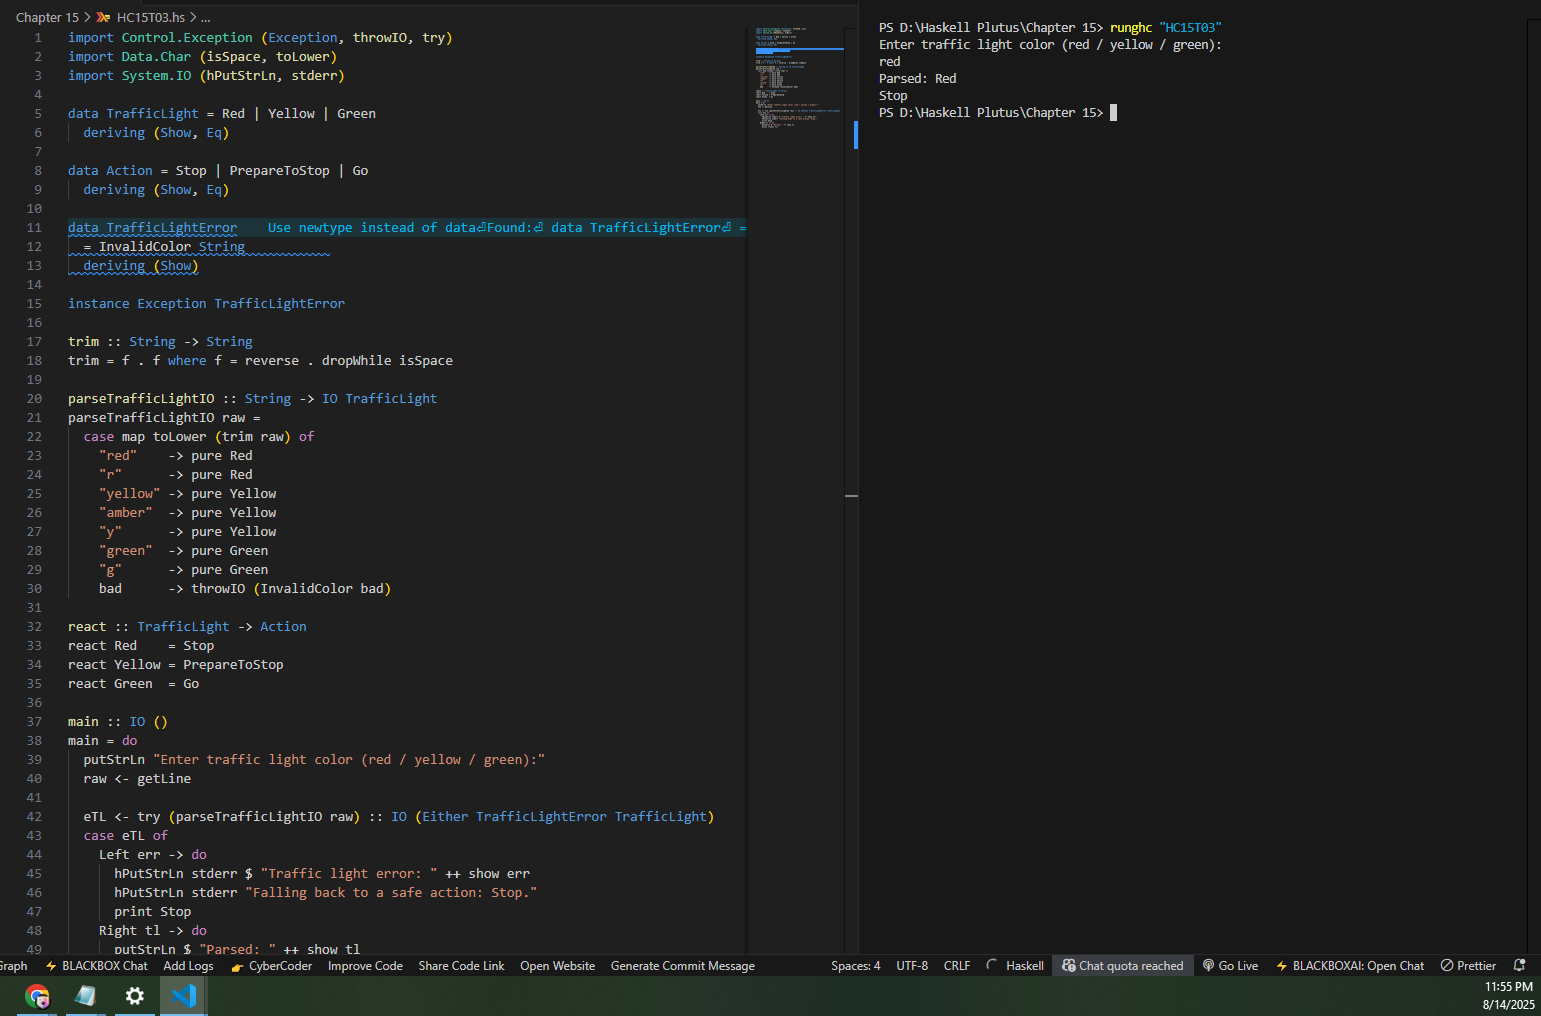 Chapter 15 > HC15T03.hs > ...
1 import Control.Exception (Exception, throwIO, try)
2 import Data.Char (isSpace, toLower)
3 import System.IO (hPutStrLn, stderr)
4
5 data TrafficLight = Red | Yellow | Green
6 deriving (Show, Eq)
7
8 data Action = Stop | PrepareToStop | Go
9 deriving (Show, Eq)
10
11 data TrafficLightError Use newtype instead of data⏎Found:⏎ data TrafficLightError⏎ =
12 = InvalidColor String
13 deriving (Show)
14
15 instance Exception TrafficLightError
16
17 trim :: String -> String
18 trim = f . f where f = reverse . dropWhile isSpace
19
20 parseTrafficLightIO :: String -> IO TrafficLight
21 parseTrafficLightIO raw =
22 case map toLower (trim raw) of
23 "red" -> pure Red
24 "r" -> pure Red
25 "yellow" -> pure Yellow
26 "amber" -> pure Yellow
27 "y" -> pure Yellow
28 "green" -> pure Green
29 "g" -> pure Green
30 bad -> throwIO (InvalidColor bad)
31
32 react :: TrafficLight -> Action
33 react Red = Stop
34 react Yellow = PrepareToStop
35 react Green = Go
36
37 main :: IO ()
38 main = do
39 putStrLn "Enter traffic light color (red / yellow / green):"
40 raw <- getLine
41
42 eTL <- try (parseTrafficLightIO raw) :: IO (Either TrafficLightError TrafficLight)
43 case eTL of
44 Left err -> do
45 hPutStrLn stderr $ "Traffic light error: " ++ show err
46 hPutStrLn stderr "Falling back to a safe action: Stop."
47 print Stop
48 Right tl -> do
49 putStrLn $ "Parsed: " ++ show tl
PS D:\Haskell Plutus\Chapter 15> runghc "HC15T03"
Enter traffic light color (red / yellow / green):
red
Parsed: Red
Stop
PS D:\Haskell Plutus\Chapter 15>
Graph BLACKBOX Chat Add Logs CyberCoder Improve Code Share Code Link Open Website Generate Commit Message Spaces: 4 UTF-8 CRLF Haskell Chat quota reached Go Live BLACKBOXAI: Open Chat Prettier
11:55 PM
8/14/2025